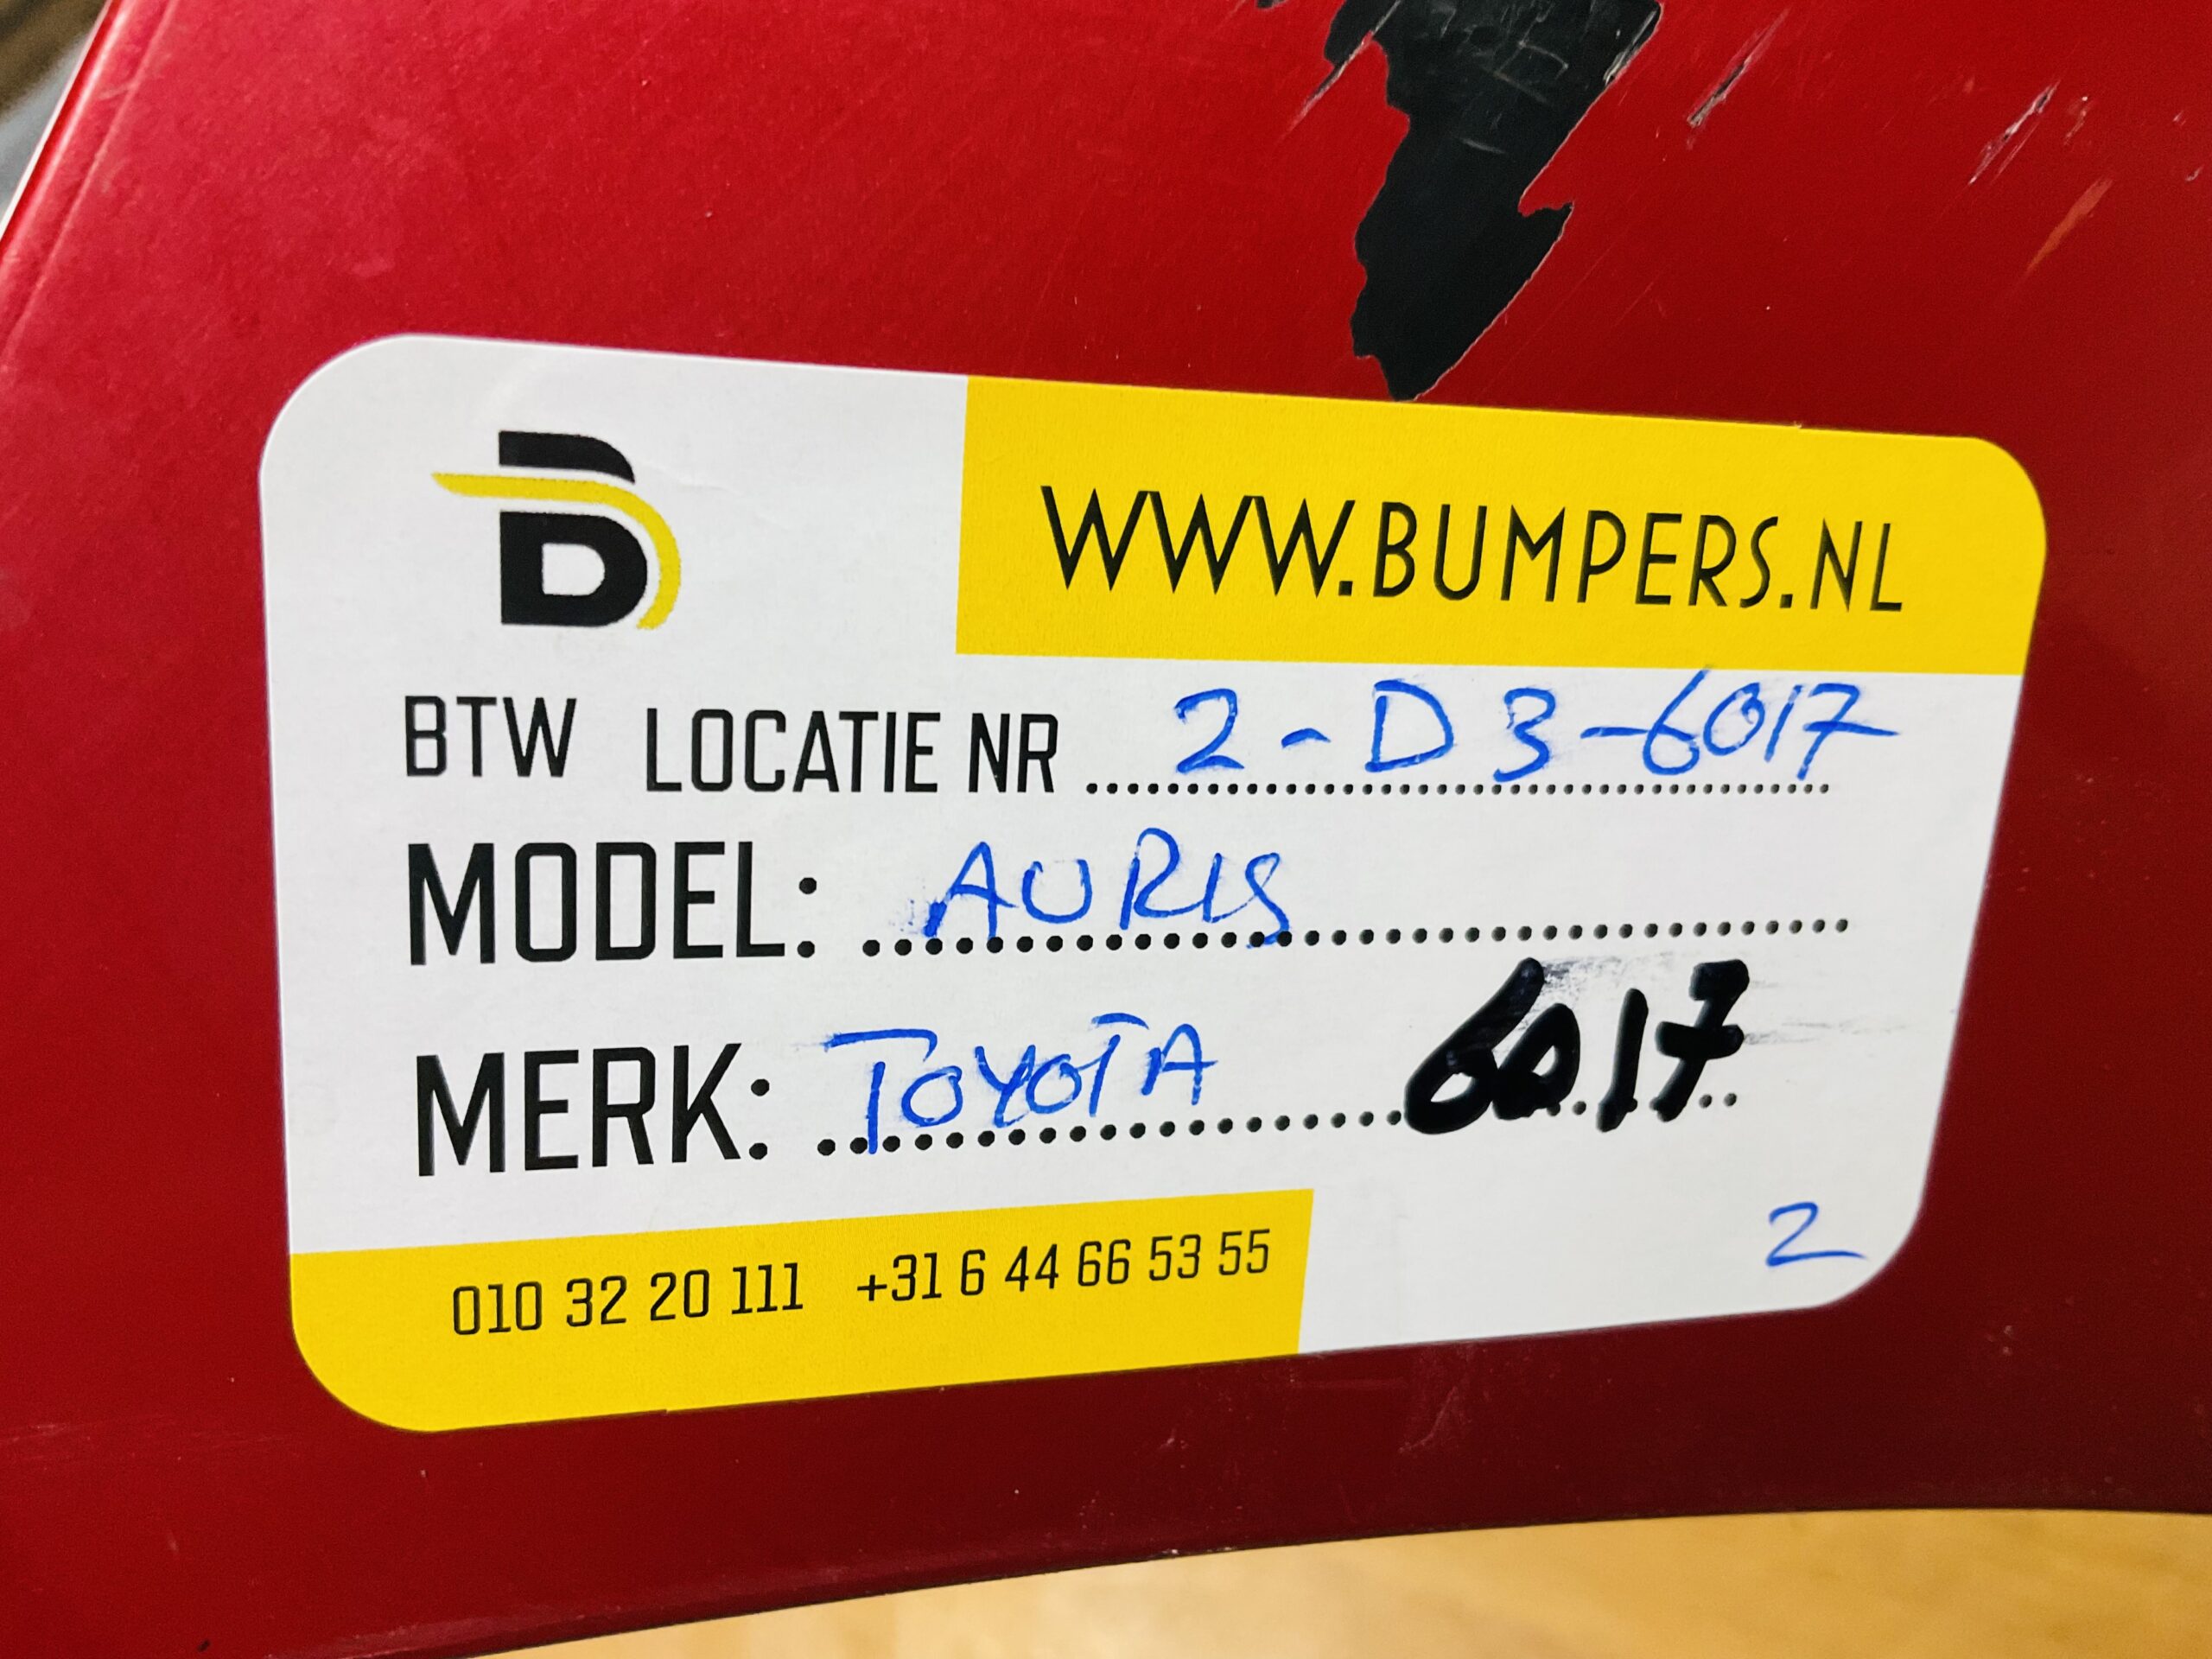 B
WWW.BUMPERS.NL
BTW LOCATIE NR 2-D3-6017
MODEL: AURIS
MERK: TOYOTA 6017
2
010 32 20 111 +31 6 44 66 53 55